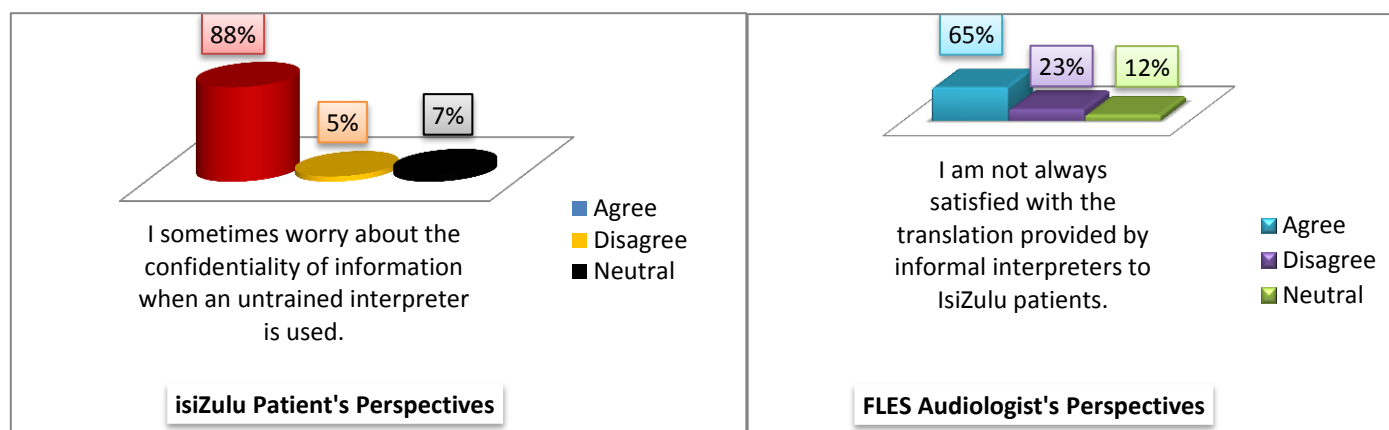 88%
5%
7%
Agree
Disagree
Neutral
I sometimes worry about the
confidentiality of information
when an untrained interpreter
is used.
isiZulu Patient's Perspectives
65%
23%
12%
I am not always
satisfied with the
translation provided by
informal interpreters to
IsiZulu patients.
Agree
Disagree
Neutral
FLES Audiologist's Perspectives